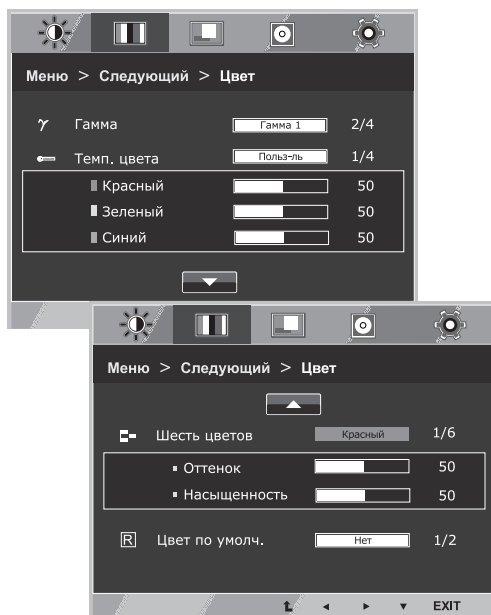 Меню > Следующий > Цвет
γ Гамма Гамма 1 2/4
Темп. цвета Польз-ль 1/4
Красный 50
Зеленый 50
Синий 50
Меню > Следующий > Цвет
Шесть цветов Красный 1/6
Оттенок 50
Насыщенность 50
R Цвет по умолч. Нет 1/2
EXIT